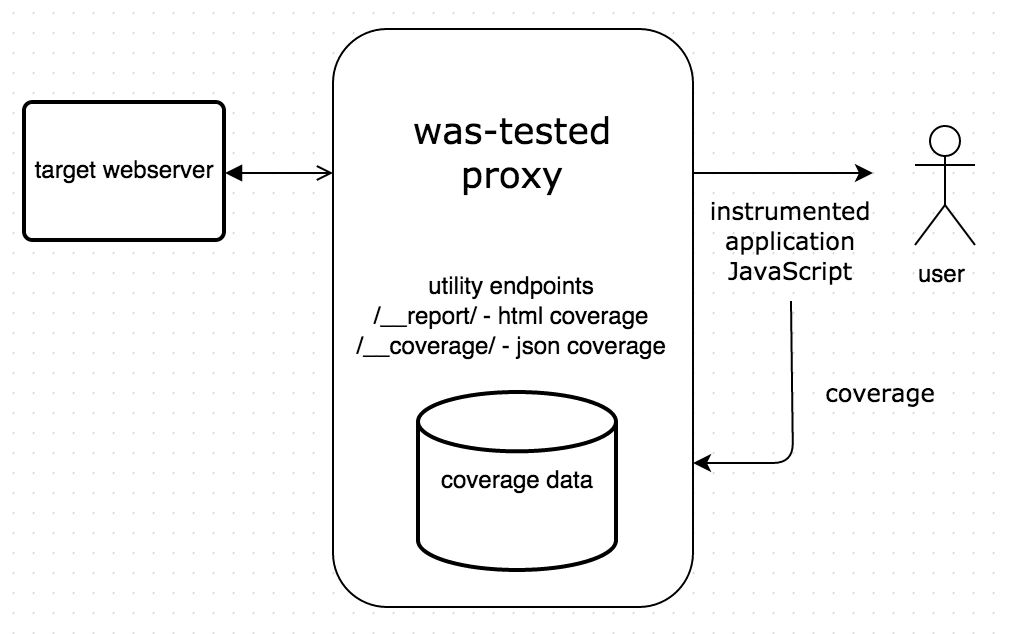 target webserver
was-tested
proxy
utility endpoints
/__report/ - html coverage
/__coverage/ - json coverage
coverage data
instrumented
application
JavaScript
user
coverage